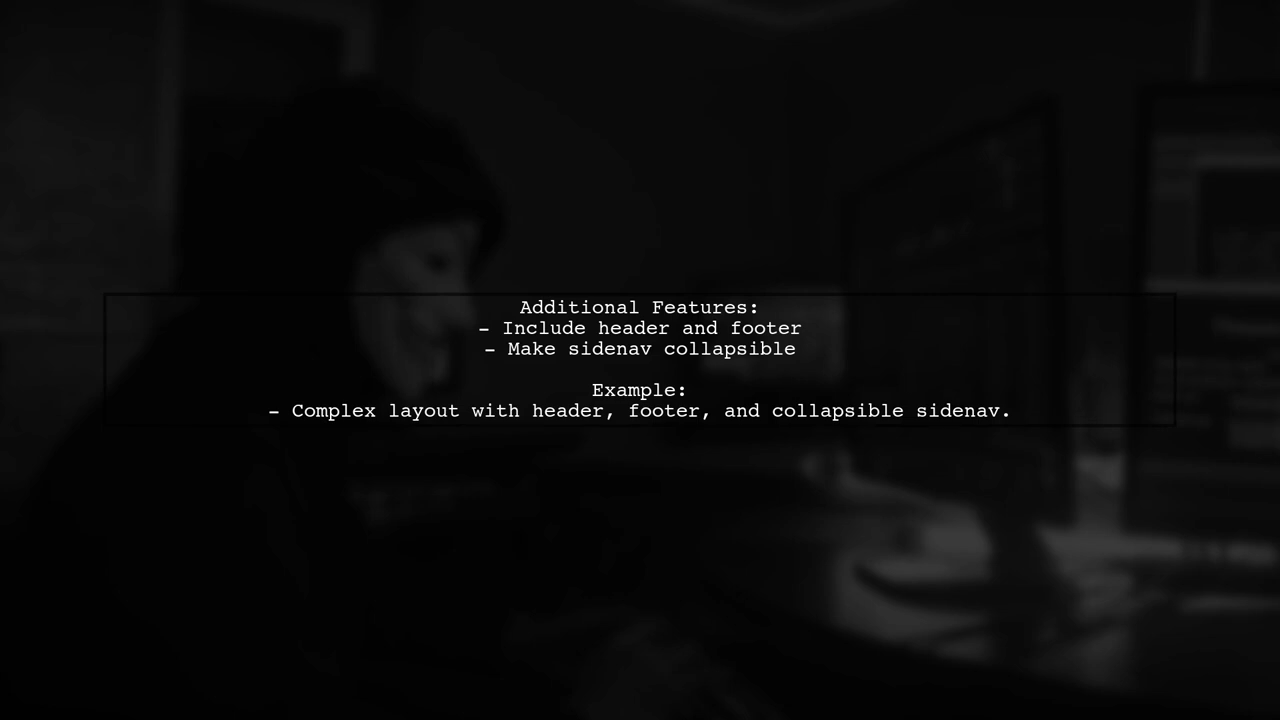 Additional Features:
- Include header and footer
- Make sidenav collapsible
Example:
- Complex layout with header, footer, and collapsible sidenav.